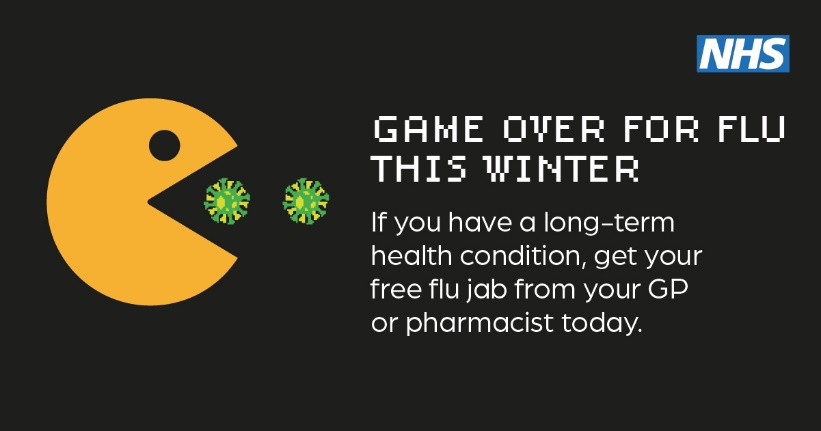 NHS
GAME OVER FOR FLU
THIS WINTER
If you have a long-term
health condition, get your
free flu jab from your GP
or pharmacist today.